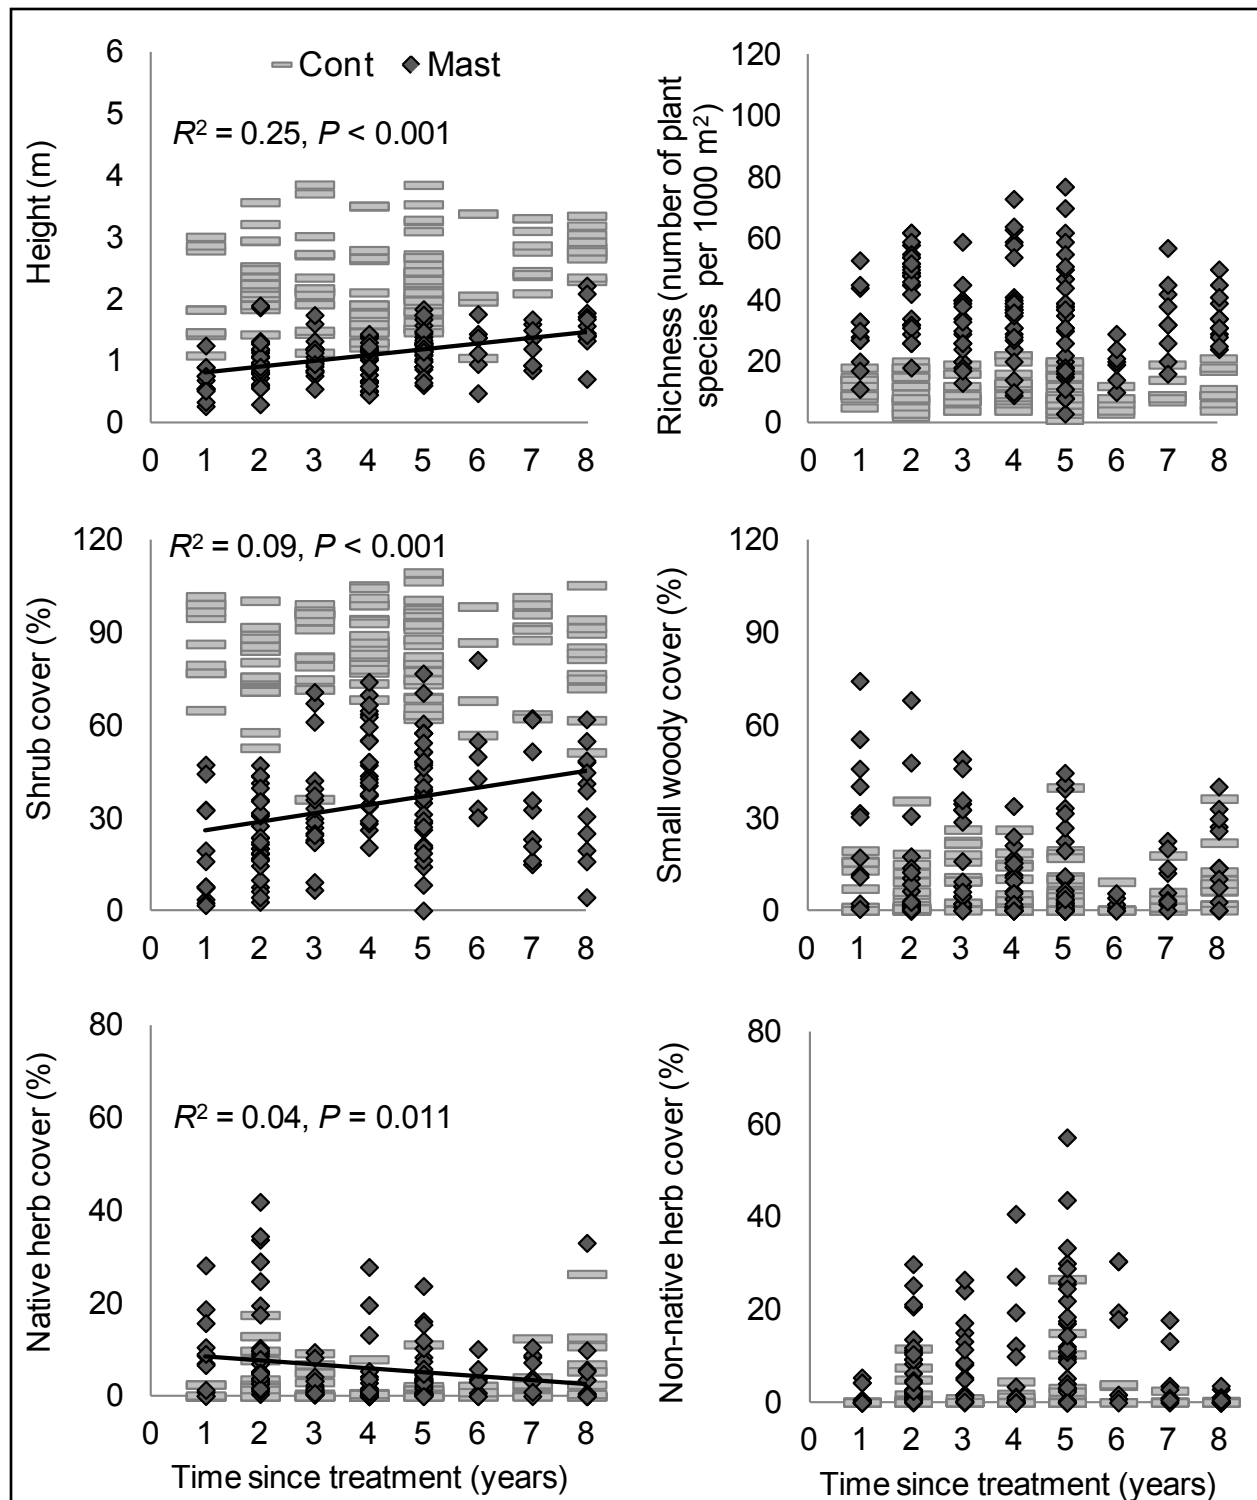 6
5
4
3
2
1
0
Height (m)
Cont Mast
R² = 0.25, P < 0.001
0 1 2 3 4 5 6 7 8
120
100
80
60
40
20
0
Richness (number of plant
species per 1000 m²)
0 1 2 3 4 5 6 7 8
120
90
60
30
0
Shrub cover (%)
R² = 0.09, P < 0.001
0 1 2 3 4 5 6 7 8
120
90
60
30
0
Small woody cover (%)
0 1 2 3 4 5 6 7 8
80
60
40
20
0
Native herb cover (%)
R² = 0.04, P = 0.011
0 1 2 3 4 5 6 7 8
Time since treatment (years)
80
60
40
20
0
Non-native herb cover (%)
0 1 2 3 4 5 6 7 8
Time since treatment (years)